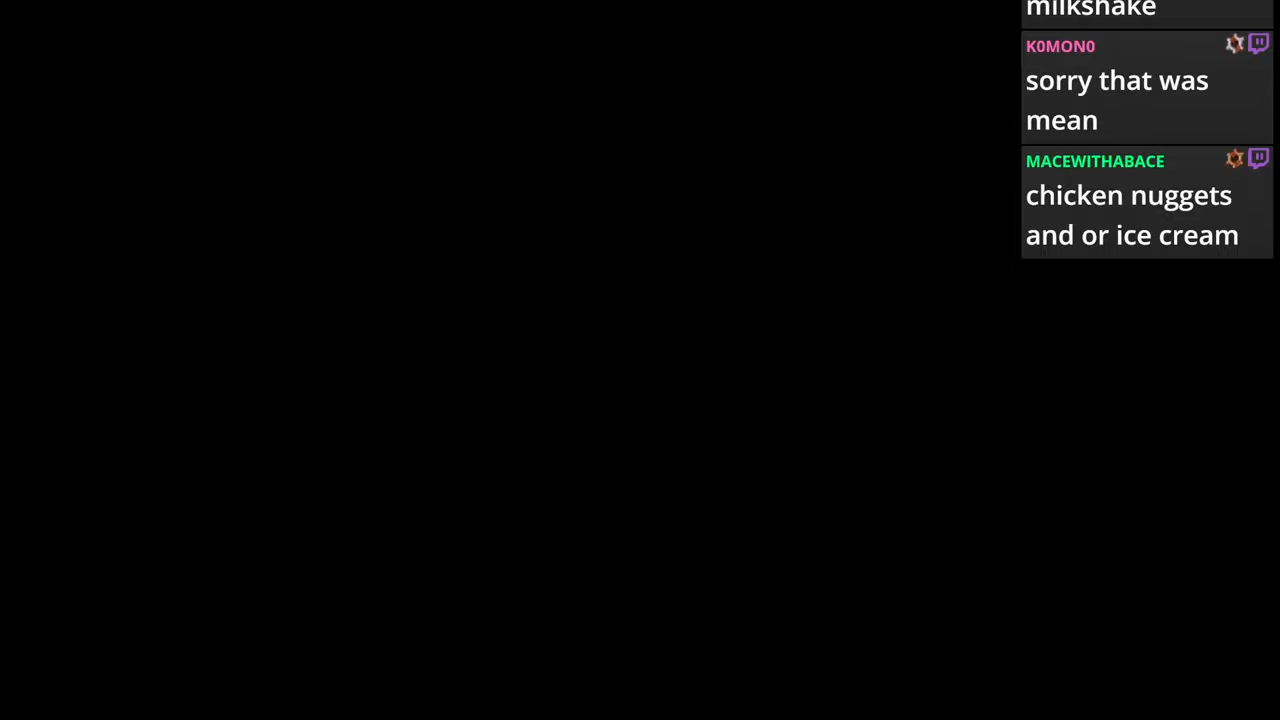 milkshake
K0MON0
sorry that was
mean
MACEWITHABACE
chicken nuggets
and or ice cream